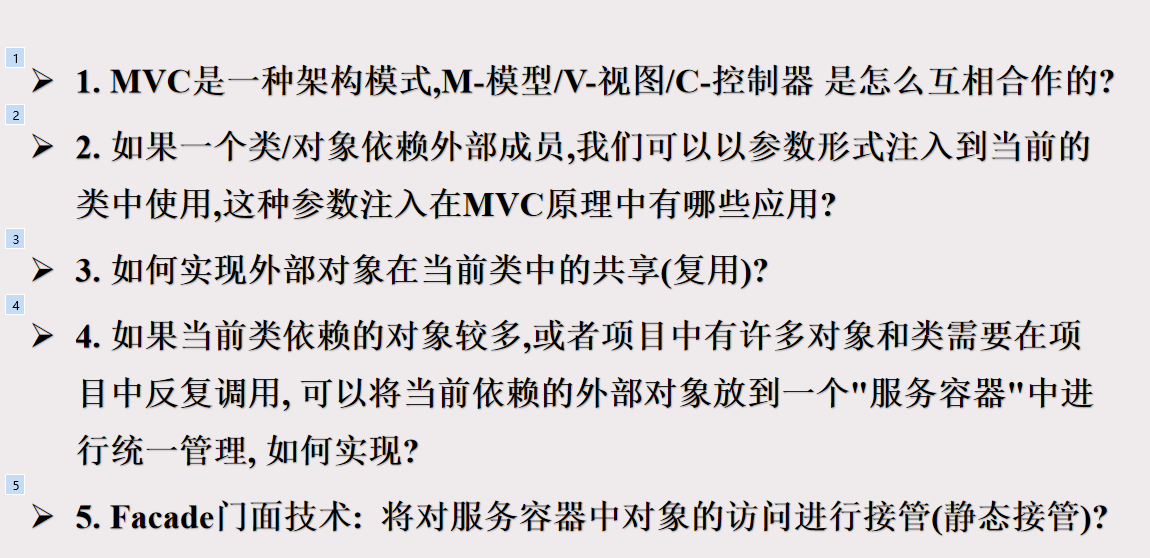 1
➢ 1. MVC是一种架构模式,M-模型/V-视图/C-控制器 是怎么互相合作的?
2
➢ 2. 如果一个类/对象依赖外部成员,我们可以以参数形式注入到当前的
类中使用,这种参数注入在MVC原理中有哪些应用?
3
➢ 3. 如何实现外部对象在当前类中的共享(复用)?
4
➢ 4. 如果当前类依赖的对象较多,或者项目中有许多对象和类需要在项
目中反复调用, 可以将当前依赖的外部对象放到一个"服务容器"中进
行统一管理, 如何实现?
5
➢ 5. Facade门面技术: 将对服务容器中对象的访问进行接管(静态接管)?